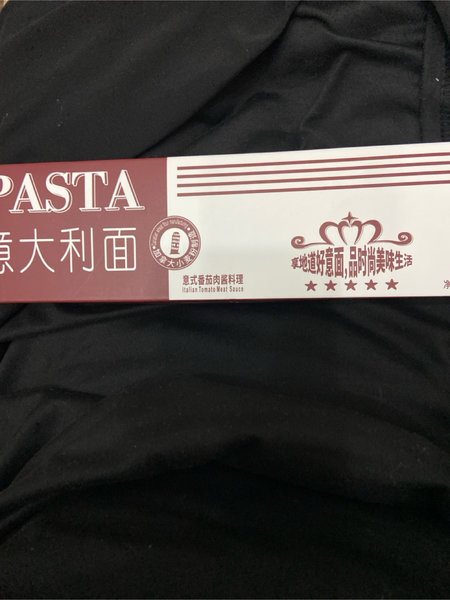 PASTA
意大利面
意式番茄肉酱料理
Italian Tomato Meat Sauce
享地道好意面,品时尚美味生活
净